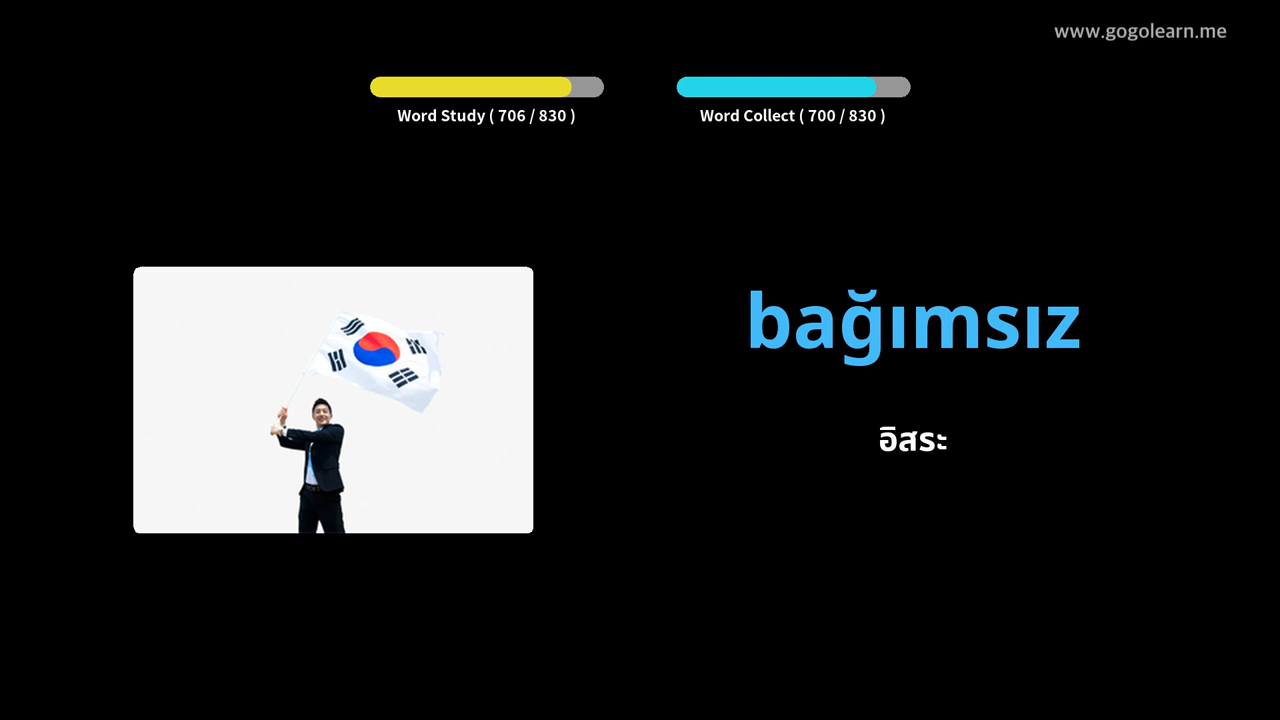 www.gogolearn.me
Word Study ( 706 / 830 )
Word Collect ( 700 / 830 )
bağımsız
อิสระ